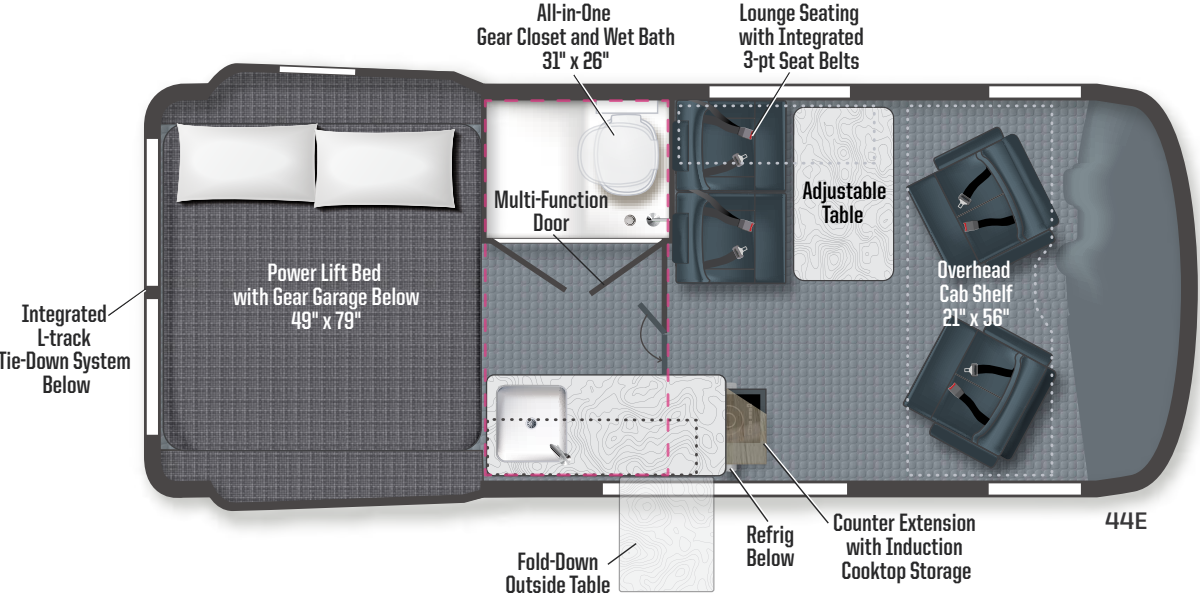 All-in-One
Gear Closet and Wet Bath
31" x 26"
Lounge Seating
with Integrated
3-pt Seat Belts
Multi-Function
Door
Adjustable
Table
Power Lift Bed
with Gear Garage Below
49" x 79"
Overhead
Cab Shelf
21" x 56"
Integrated
L-track
Tie-Down System
Below
Fold-Down
Outside Table
Refrig
Below
Counter Extension
with Induction
Cooktop Storage
44E